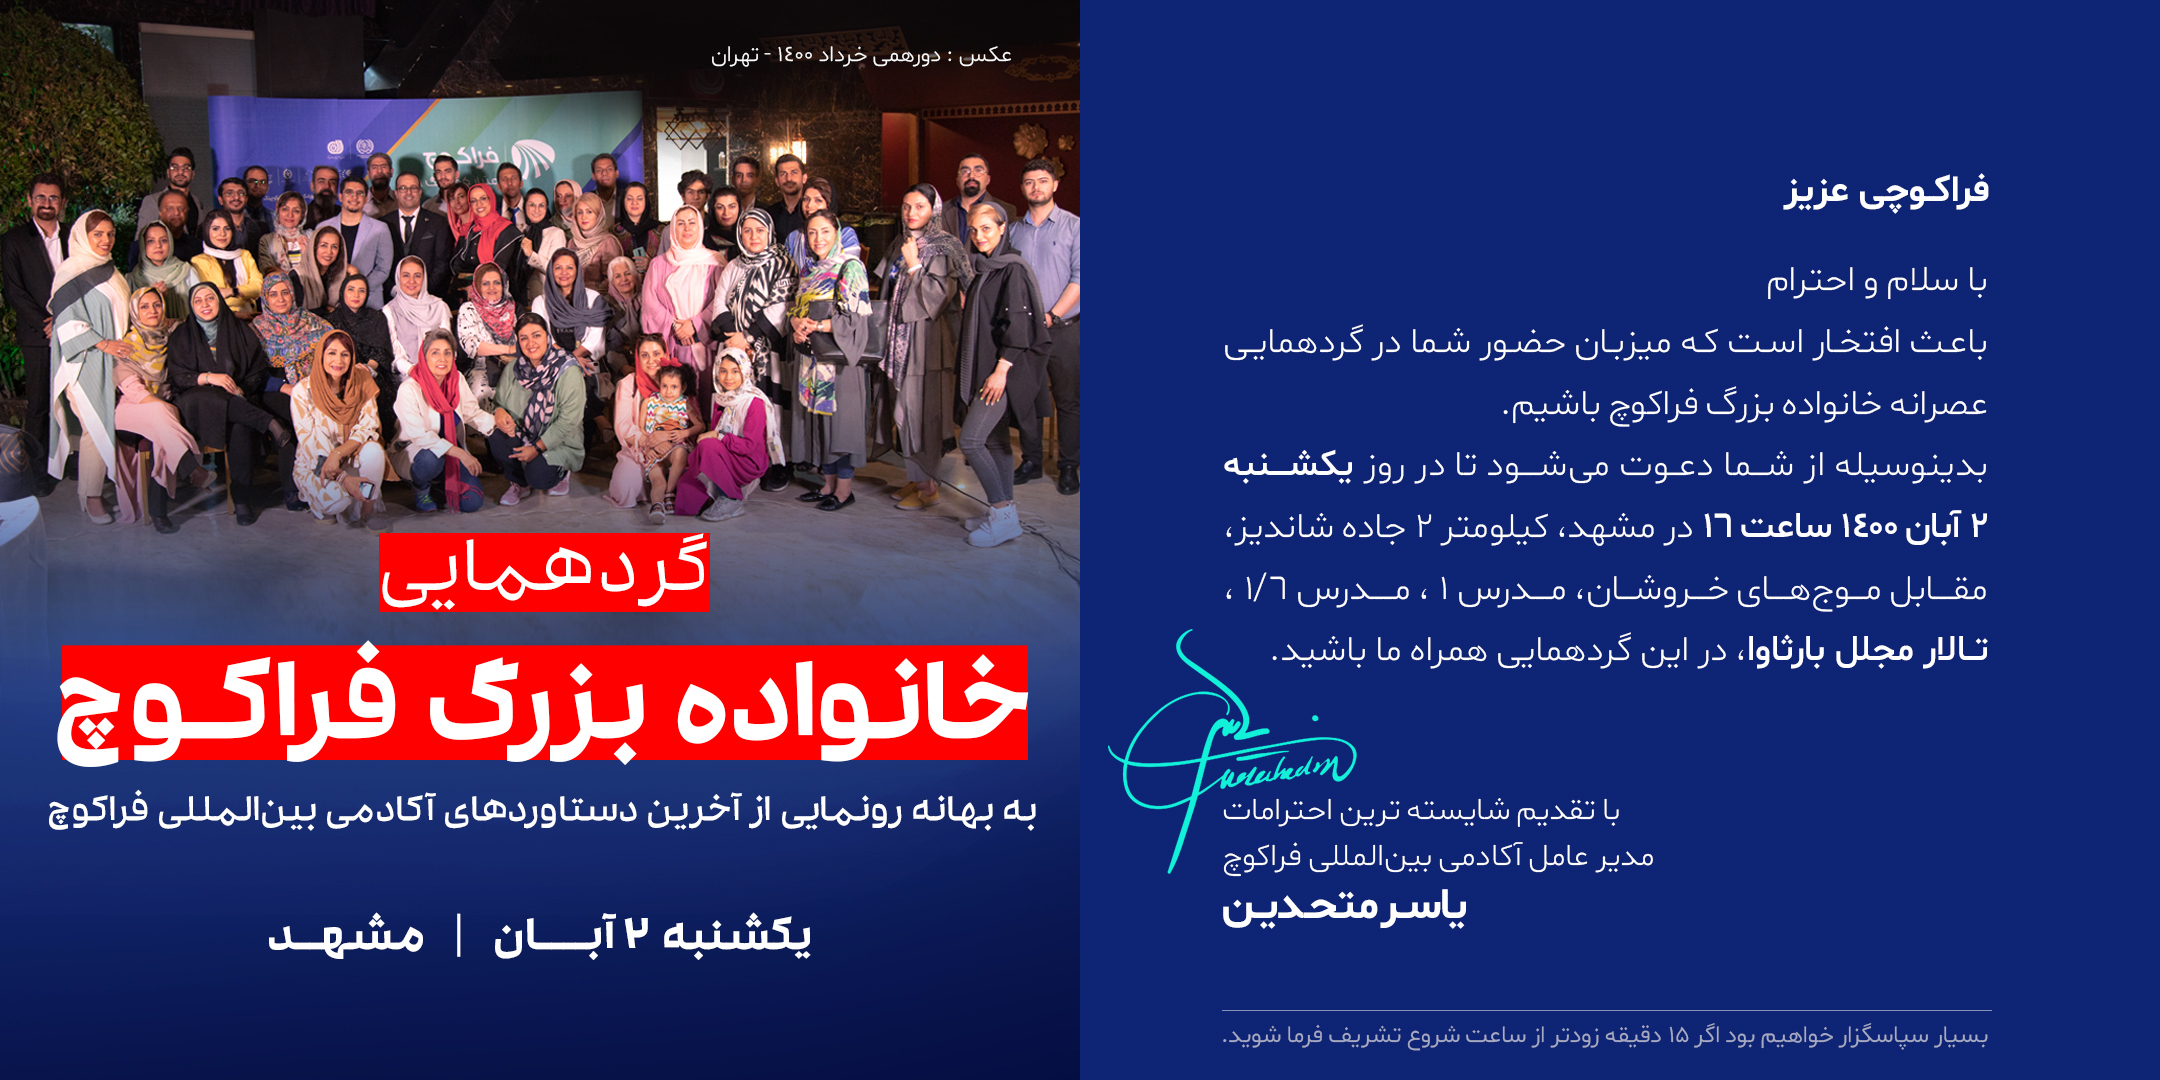 عکس : دورهمی خرداد ۱۴۰۰ - تهران
فراکوچ
گردهمایی
خانواده بزرگ فراکوچ
به بهانه رونمایی از آخرین دستاوردهای آکادمی بین‌المللی فراکوچ
یکشنبه ۲ آبان | مشهد
فراکوچی عزیز
با سلام و احترام
باعث افتخار است که میزبان حضور شما در گردهمایی
عصرانه خانواده بزرگ فراکوچ باشیم.
بدینوسیله از شما دعوت می‌شود تا در روز یکشنبه
۲ آبان ۱۴۰۰ ساعت ۱۶ در مشهد، کیلومتر ۲ جاده شاندیز،
مقابل موج‌های خروشان، مدرس ۱ ، مدرس ۱/۶ ،
تالار مجلل بارثاوا، در این گردهمایی همراه ما باشید.
با تقدیم شایسته ترین احترامات
مدیر عامل آکادمی بین‌المللی فراکوچ
یاسر متحدین
بسیار سپاسگزار خواهیم بود اگر ۱۵ دقیقه زودتر از ساعت شروع تشریف فرما شوید.